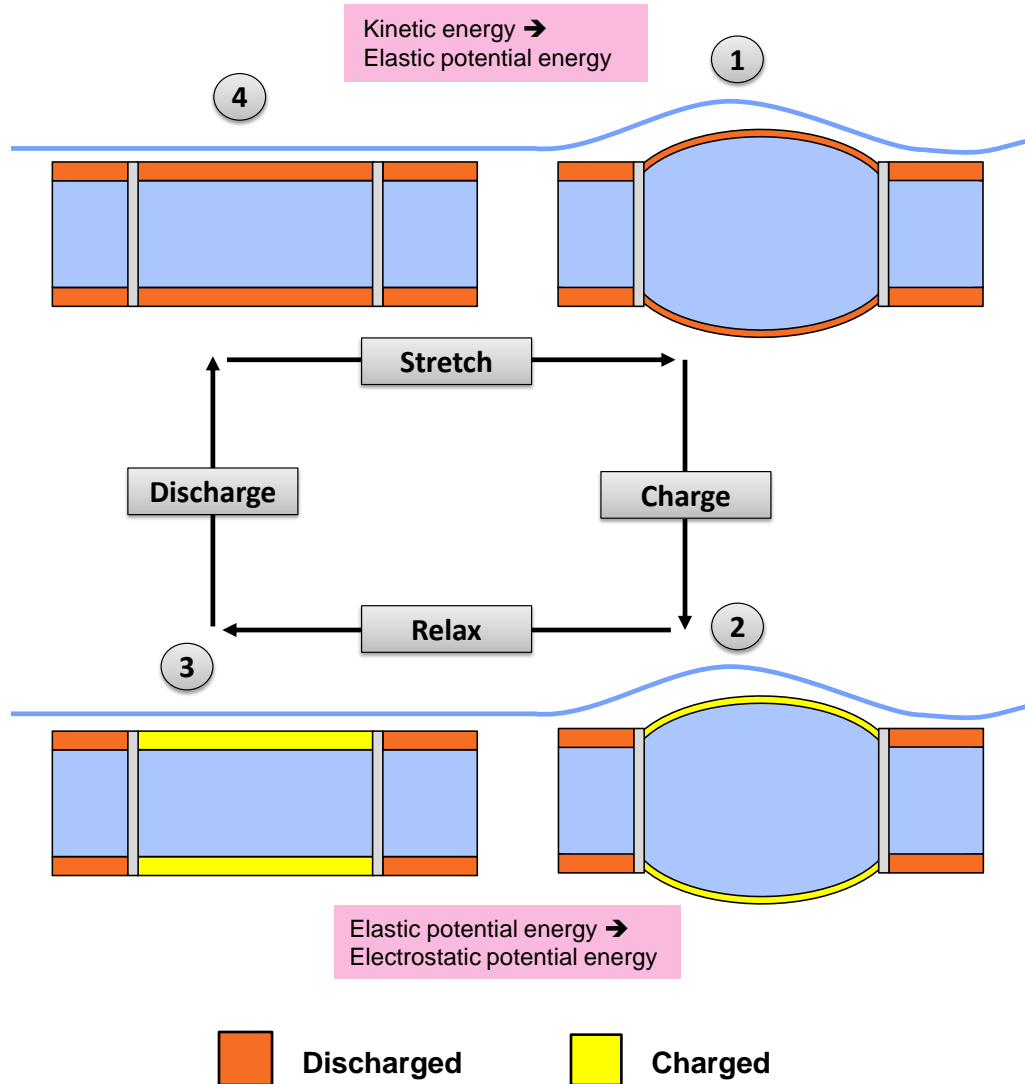 Kinetic energy ➔
Elastic potential energy
1
4
Stretch
Discharge
Charge
Relax
2
3
Elastic potential energy ➔
Electrostatic potential energy
Discharged
Charged